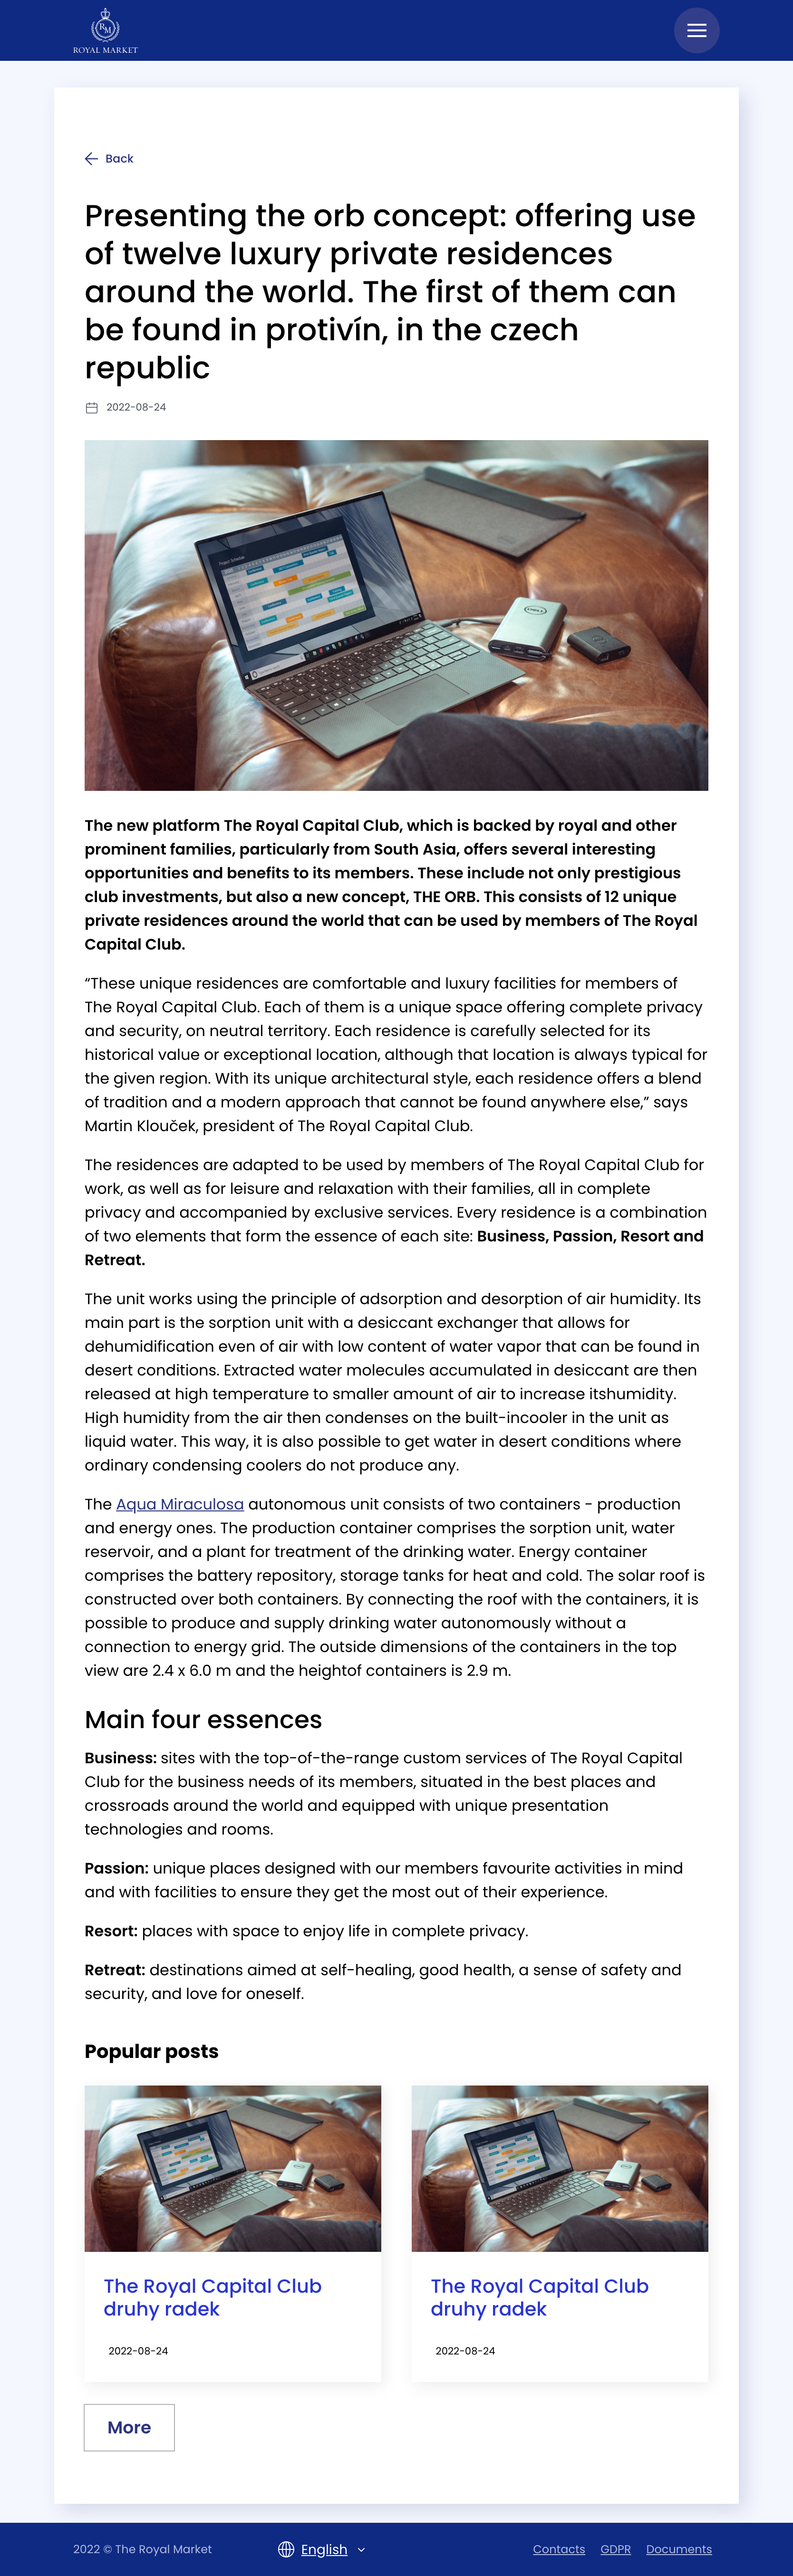 RM
ROYAL MARKET
Back
Presenting the orb concept: offering use
of twelve luxury private residences
around the world. The first of them can
be found in protivín, in the czech
republic
2022-08-24
Project Schedule
The new platform The Royal Capital Club, which is backed by royal and other
prominent families, particularly from South Asia, offers several interesting
opportunities and benefits to its members. These include not only prestigious
club investments, but also a new concept, THE ORB. This consists of 12 unique
private residences around the world that can be used by members of The Royal
Capital Club.
“These unique residences are comfortable and luxury facilities for members of
The Royal Capital Club. Each of them is a unique space offering complete privacy
and security, on neutral territory. Each residence is carefully selected for its
historical value or exceptional location, although that location is always typical for
the given region. With its unique architectural style, each residence offers a blend
of tradition and a modern approach that cannot be found anywhere else,” says
Martin Klouček, president of The Royal Capital Club.
The residences are adapted to be used by members of The Royal Capital Club for
work, as well as for leisure and relaxation with their families, all in complete
privacy and accompanied by exclusive services. Every residence is a combination
of two elements that form the essence of each site: Business, Passion, Resort and
Retreat.
The unit works using the principle of adsorption and desorption of air humidity. Its
main part is the sorption unit with a desiccant exchanger that allows for
dehumidification even of air with low content of water vapor that can be found in
desert conditions. Extracted water molecules accumulated in desiccant are then
released at high temperature to smaller amount of air to increase itshumidity.
High humidity from the air then condenses on the built-incooler in the unit as
liquid water. This way, it is also possible to get water in desert conditions where
ordinary condensing coolers do not produce any.
The Aqua Miraculosa autonomous unit consists of two containers - production
and energy ones. The production container comprises the sorption unit, water
reservoir, and a plant for treatment of the drinking water. Energy container
comprises the battery repository, storage tanks for heat and cold. The solar roof is
constructed over both containers. By connecting the roof with the containers, it is
possible to produce and supply drinking water autonomously without a
connection to energy grid. The outside dimensions of the containers in the top
view are 2.4 x 6.0 m and the heightof containers is 2.9 m.
Main four essences
Business: sites with the top-of-the-range custom services of The Royal Capital
Club for the business needs of its members, situated in the best places and
crossroads around the world and equipped with unique presentation
technologies and rooms.
Passion: unique places designed with our members favourite activities in mind
and with facilities to ensure they get the most out of their experience.
Resort: places with space to enjoy life in complete privacy.
Retreat: destinations aimed at self-healing, good health, a sense of safety and
security, and love for oneself.
Popular posts
The Royal Capital Club
druhy radek
2022-08-24
The Royal Capital Club
druhy radek
2022-08-24
More
2022 © The Royal Market
English
Contacts GDPR Documents